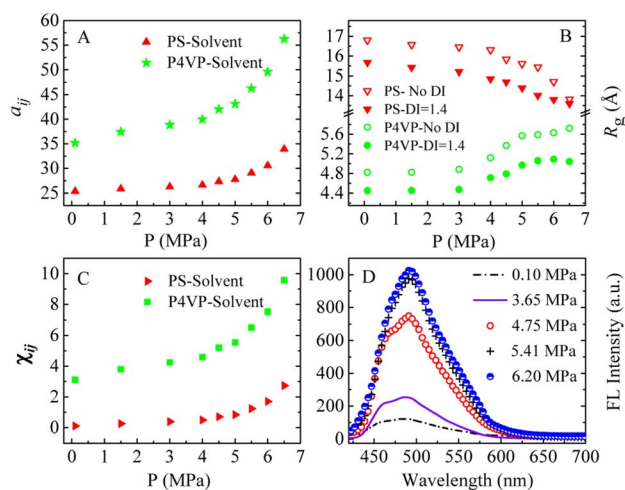 60
55
50
45
40
35
30
25
20
a_ij
A
PS-Solvent
P4VP-Solvent
0 1 2 3 4 5 6 7
P (MPa)
B
17
16
15
14
5.6
4.8
4.0
R_g (Å)
PS- No DI
PS-DI=1.4
P4VP-No DI
P4VP-DI=1.4
0 1 2 3 4 5 6 7
P (MPa)
10
8
6
4
2
0
χ_ij
C
PS-Solvent
P4VP-Solvent
0 1 2 3 4 5 6 7
P (MPa)
D
1000
800
600
400
200
0
FL Intensity (a.u.)
0.10 MPa
3.65 MPa
4.75 MPa
5.41 MPa
6.20 MPa
450 500 550 600 650 700
Wavelength (nm)